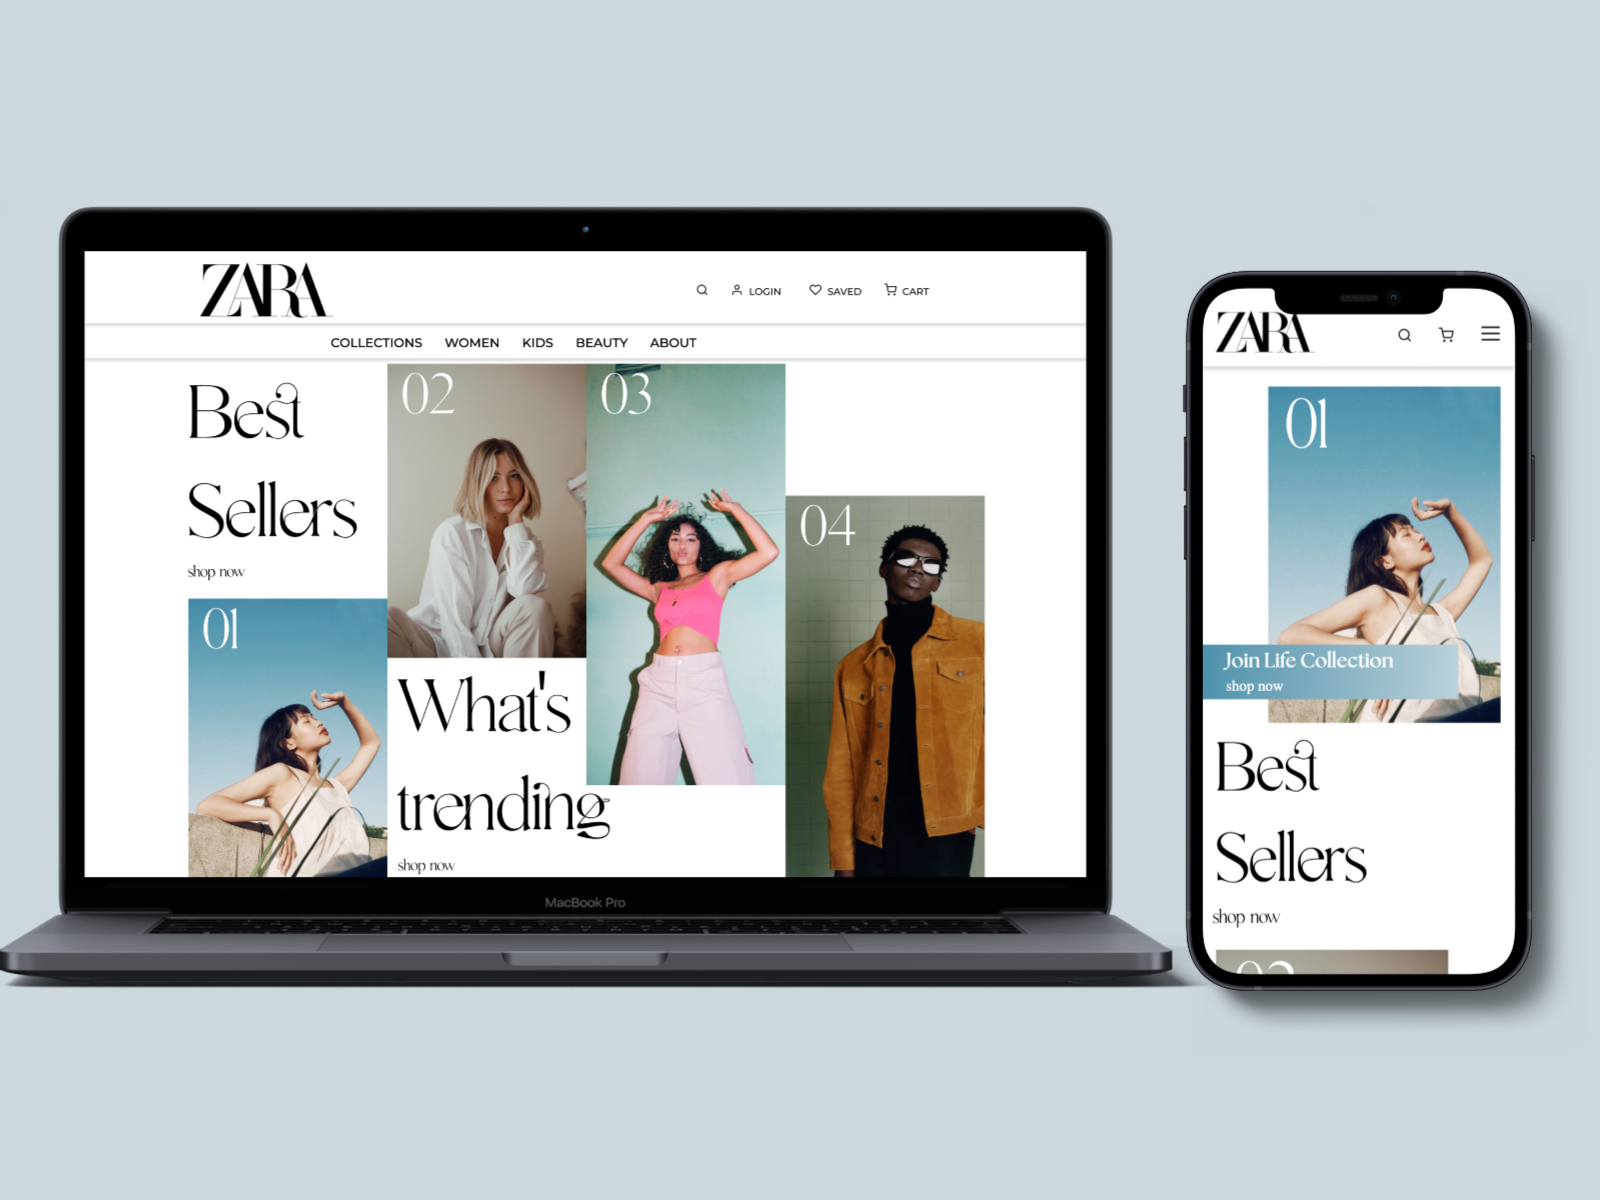 ZARA
LOGIN SAVED CART
COLLECTIONS WOMEN KIDS BEAUTY ABOUT
Best
Sellers
shop now
01
02
What's
trending
shop now
03
04
MacBook Pro
ZARA
01
Join Life Collection
shop now
Best
Sellers
shop now
02